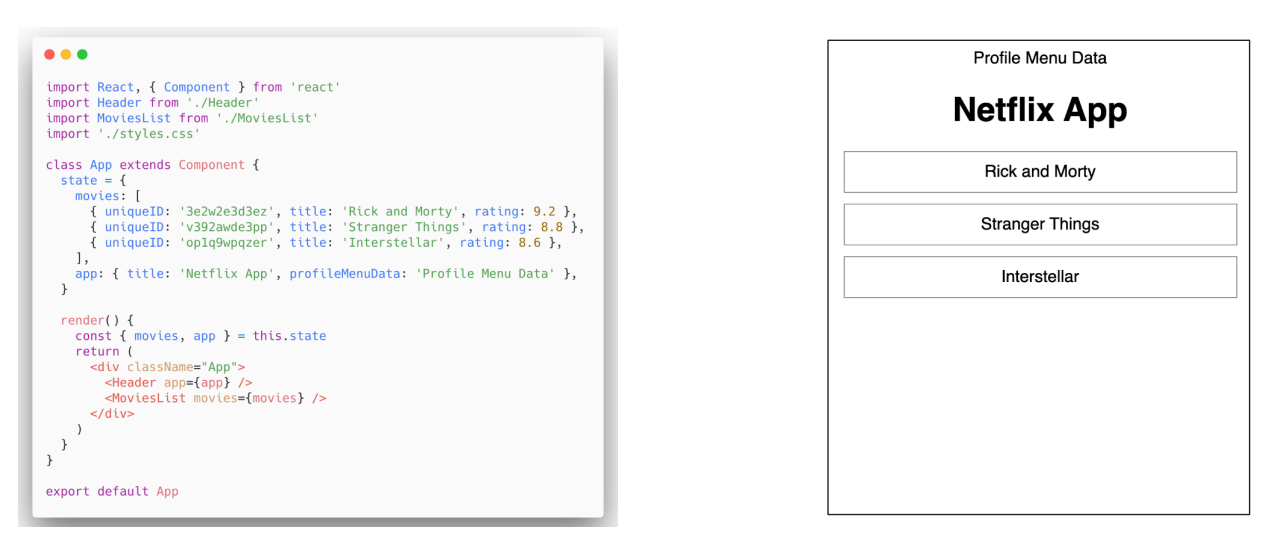 import React, { Component } from 'react'
import Header from './Header'
import MoviesList from './MoviesList'
import './styles.css'
class App extends Component {
state = {
movies: [
{ uniqueID: '3e2w2e3d3ez', title: 'Rick and Morty', rating: 9.2 },
{ uniqueID: 'v392awde3pp', title: 'Stranger Things', rating: 8.8 },
{ uniqueID: 'op1q9wpqzer', title: 'Interstellar', rating: 8.6 },
],
app: { title: 'Netflix App', profileMenuData: 'Profile Menu Data' },
}
render() {
const { movies, app } = this.state
return (
<div className="App">
<Header app={app} />
<MoviesList movies={movies} />
</div>
)
}
}
export default App
Profile Menu Data
Netflix App
Rick and Morty
Stranger Things
Interstellar